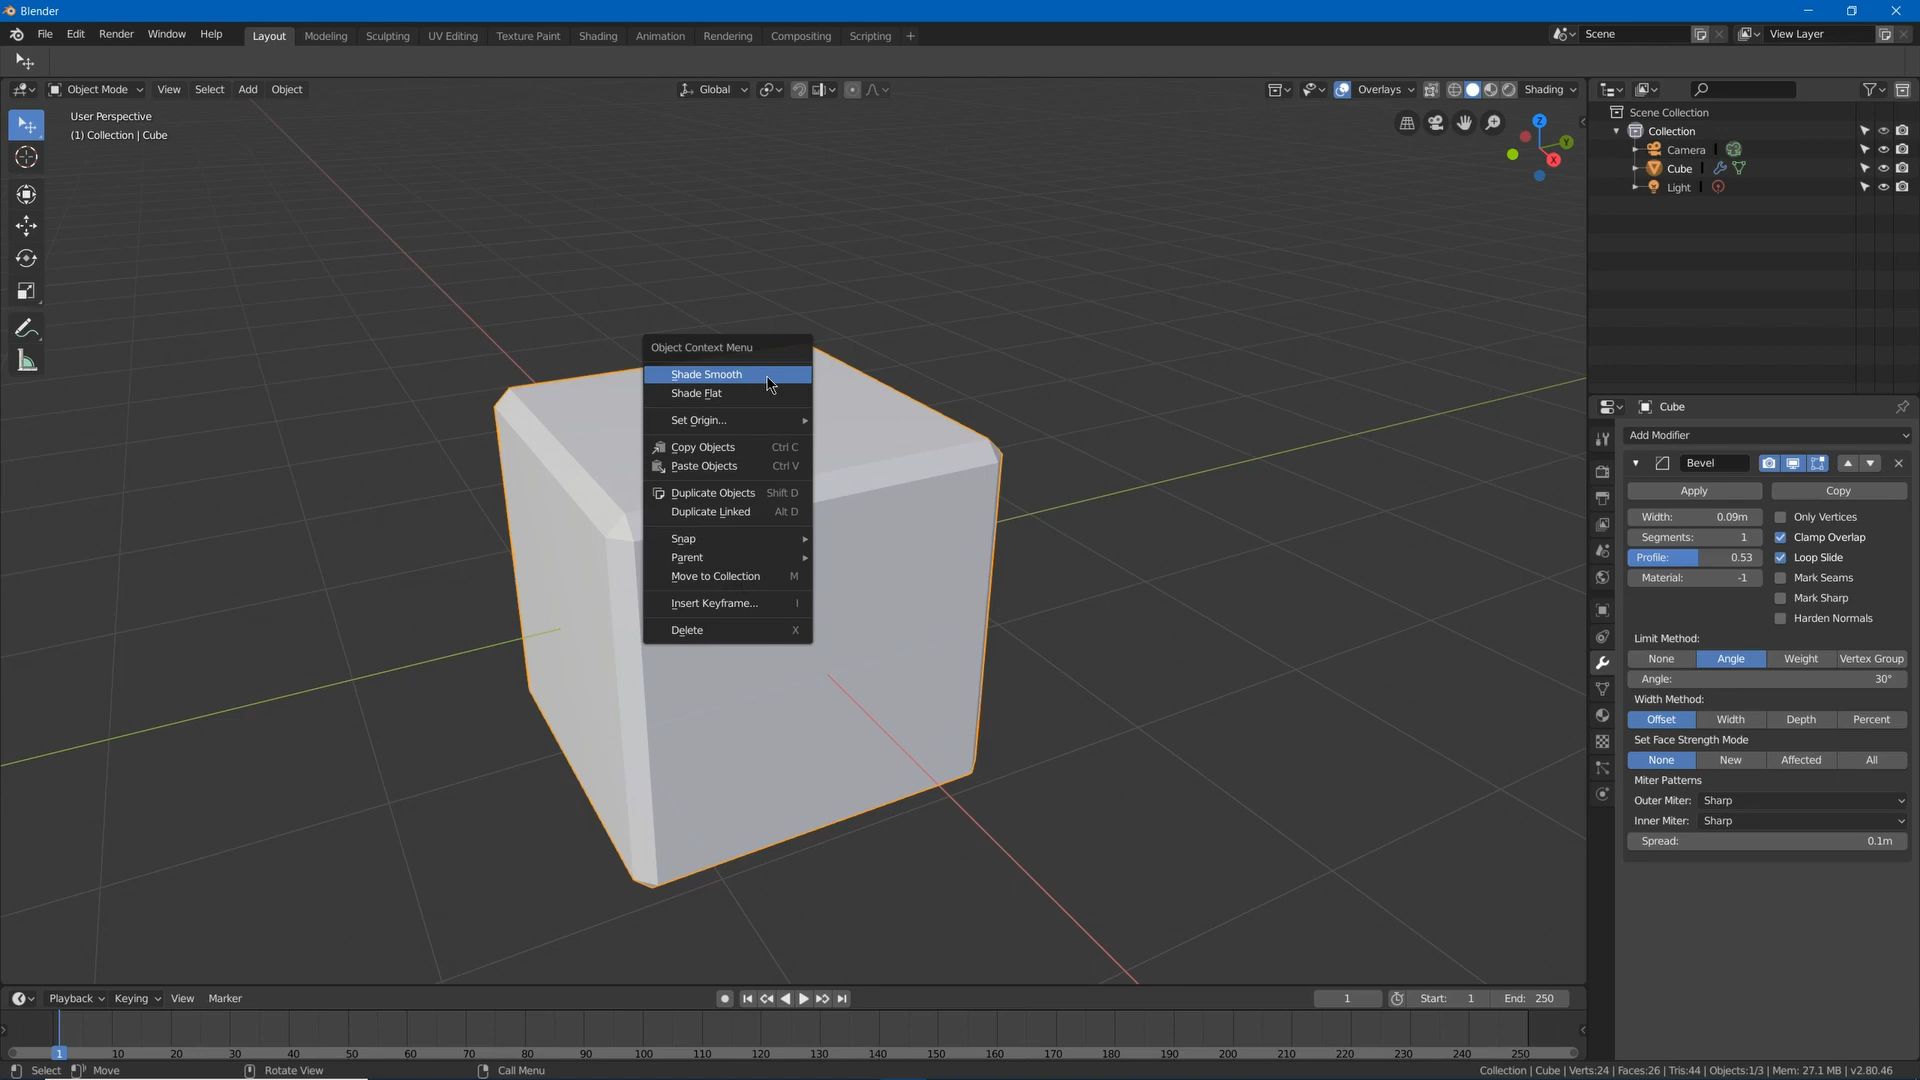 Blender
File Edit Render Window Help Layout Modeling Sculpting UV Editing Texture Paint Shading Animation Rendering Compositing Scripting + Scene View Layer
Object Mode View Select Add Object Global Overlays Shading
User Perspective
(1) Collection | Cube
Z
Y
X
Scene Collection
Collection
Camera
Cube
Light
Object Context Menu
Shade Smooth
Shade Flat
Set Origin...
Copy Objects Ctrl C
Paste Objects Ctrl V
Duplicate Objects Shift D
Duplicate Linked Alt D
Snap
Parent
Move to Collection M
Insert Keyframe... I
Delete X
Cube
Add Modifier
Bevel
Apply Copy
Width: 0.09m Only Vertices
Segments: 1 Clamp Overlap
Profile: 0.53 Loop Slide
Material: -1 Mark Seams
Mark Sharp
Harden Normals
Limit Method:
None Angle Weight Vertex Group
Angle: 30°
Width Method:
Offset Width Depth Percent
Set Face Strength Mode
None New Affected All
Miter Patterns
Outer Miter: Sharp
Inner Miter: Sharp
Spread: 0.1m
Playback Keying View Marker 1 Start: 1 End: 250
1 10 20 30 40 50 60 70 80 90 100 110 120 130 140 150 160 170 180 190 200 210 220 230 240 250
Select Move Rotate View Call Menu Collection | Cube | Verts:24 | Faces:26 | Tris:44 | Objects:1/3 | Mem: 27.1 MB | v2.80.46